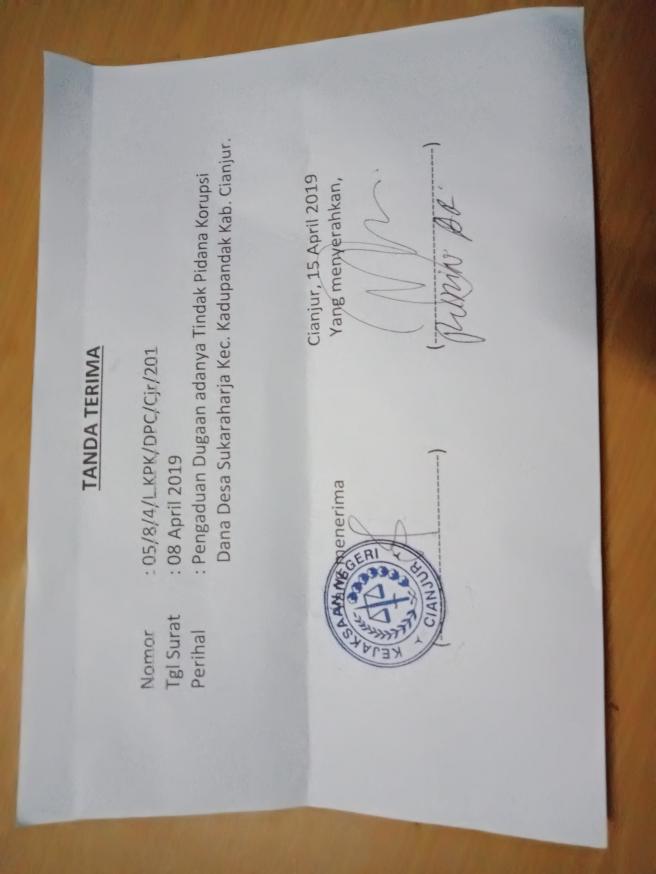 TANDA TERIMA
Nomor : 05/8/4/LKPK/DPC/Cjr/201
Tgl Surat : 08 April 2019
Perihal : Pengaduan Dugaan adanya Tindak Pidana Korupsi
Dana Desa Sukaraharja Kec. Kadupandak Kab. Cianjur.
Cianjur, 15 April 2019
menerima
Yang menyerahkan,
KEJAKSAAN NEGERI
CIANJUR